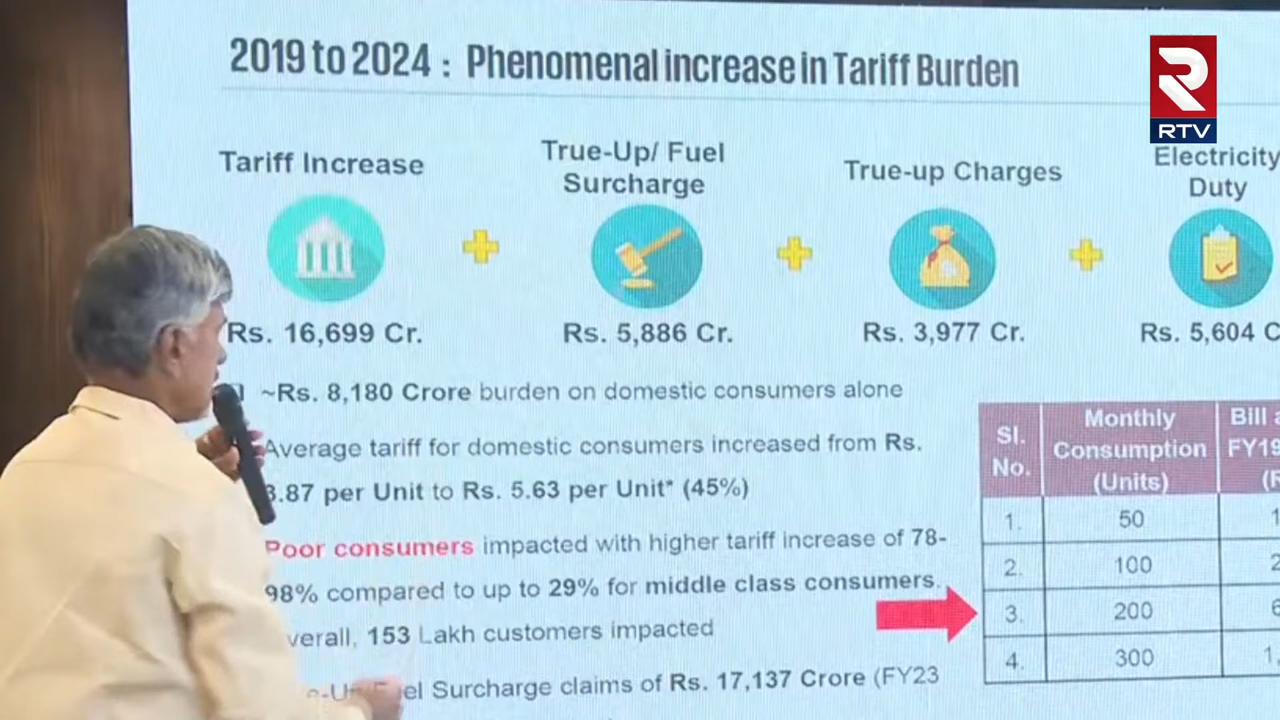 2019 to 2024 : Phenomenal increase in Tariff Burden
RTV
Tariff Increase
True-Up/ Fuel
Surcharge
True-up Charges
Electricity
Duty
Rs. 16,699 Cr.
Rs. 5,886 Cr.
Rs. 3,977 Cr.
Rs. 5,604 C
~Rs. 8,180 Crore burden on domestic consumers alone
Average tariff for domestic consumers increased from Rs.
3.87 per Unit to Rs. 5.63 per Unit* (45%)
Poor consumers impacted with higher tariff increase of 78-
98% compared to up to 29% for middle class consumers.
verall, 153 Lakh customers impacted
Surcharge claims of Rs. 17,137 Crore (FY23
Sl.
No.
Monthly
Consumption
(Units)
Bill
FY19
1. 50
2. 100
3. 200
4. 300